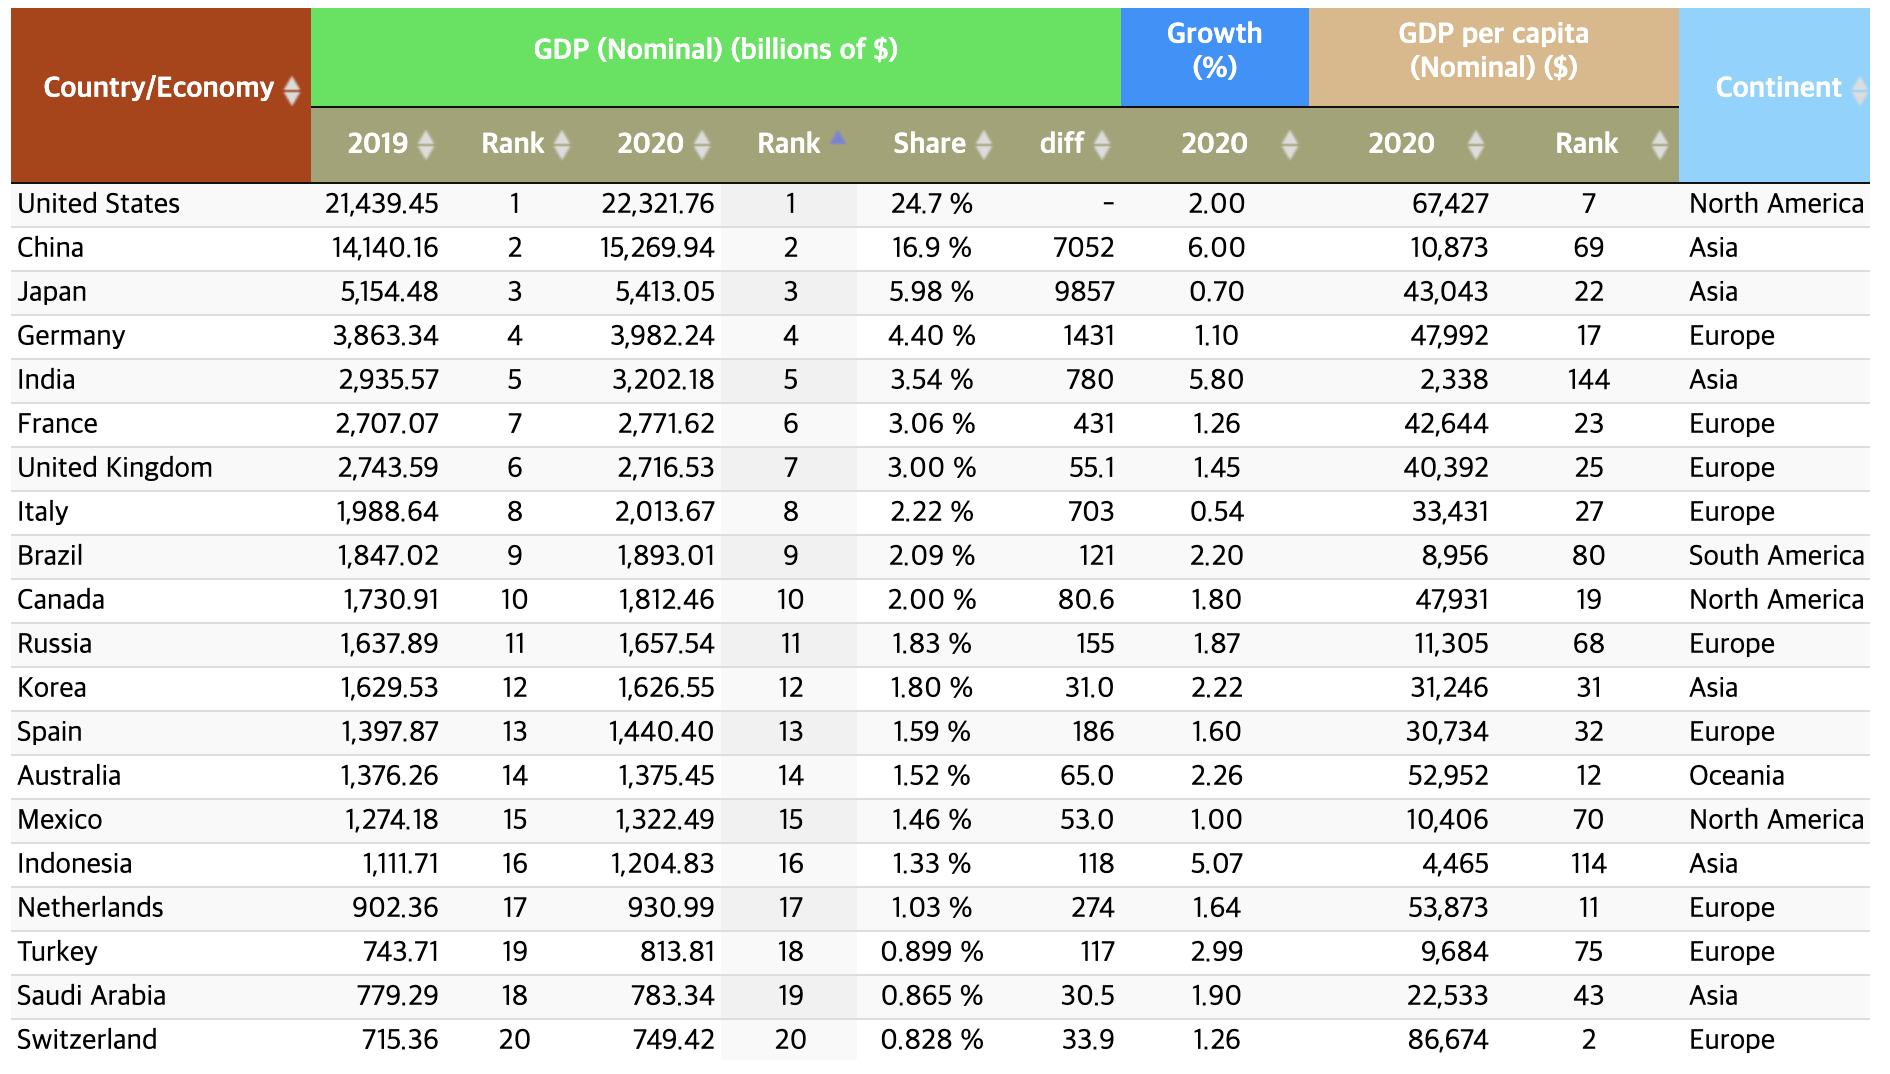 Country/Economy GDP (Nominal) (billions of $) Growth (%) GDP per capita (Nominal) ($) Continent
2019 Rank 2020 Rank Share diff 2020 2020 Rank
United States 21,439.45 1 22,321.76 1 24.7 % - 2.00 67,427 7 North America
China 14,140.16 2 15,269.94 2 16.9 % 7052 6.00 10,873 69 Asia
Japan 5,154.48 3 5,413.05 3 5.98 % 9857 0.70 43,043 22 Asia
Germany 3,863.34 4 3,982.24 4 4.40 % 1431 1.10 47,992 17 Europe
India 2,935.57 5 3,202.18 5 3.54 % 780 5.80 2,338 144 Asia
France 2,707.07 7 2,771.62 6 3.06 % 431 1.26 42,644 23 Europe
United Kingdom 2,743.59 6 2,716.53 7 3.00 % 55.1 1.45 40,392 25 Europe
Italy 1,988.64 8 2,013.67 8 2.22 % 703 0.54 33,431 27 Europe
Brazil 1,847.02 9 1,893.01 9 2.09 % 121 2.20 8,956 80 South America
Canada 1,730.91 10 1,812.46 10 2.00 % 80.6 1.80 47,931 19 North America
Russia 1,637.89 11 1,657.54 11 1.83 % 155 1.87 11,305 68 Europe
Korea 1,629.53 12 1,626.55 12 1.80 % 31.0 2.22 31,246 31 Asia
Spain 1,397.87 13 1,440.40 13 1.59 % 186 1.60 30,734 32 Europe
Australia 1,376.26 14 1,375.45 14 1.52 % 65.0 2.26 52,952 12 Oceania
Mexico 1,274.18 15 1,322.49 15 1.46 % 53.0 1.00 10,406 70 North America
Indonesia 1,111.71 16 1,204.83 16 1.33 % 118 5.07 4,465 114 Asia
Netherlands 902.36 17 930.99 17 1.03 % 274 1.64 53,873 11 Europe
Turkey 743.71 19 813.81 18 0.899 % 117 2.99 9,684 75 Europe
Saudi Arabia 779.29 18 783.34 19 0.865 % 30.5 1.90 22,533 43 Asia
Switzerland 715.36 20 749.42 20 0.828 % 33.9 1.26 86,674 2 Europe